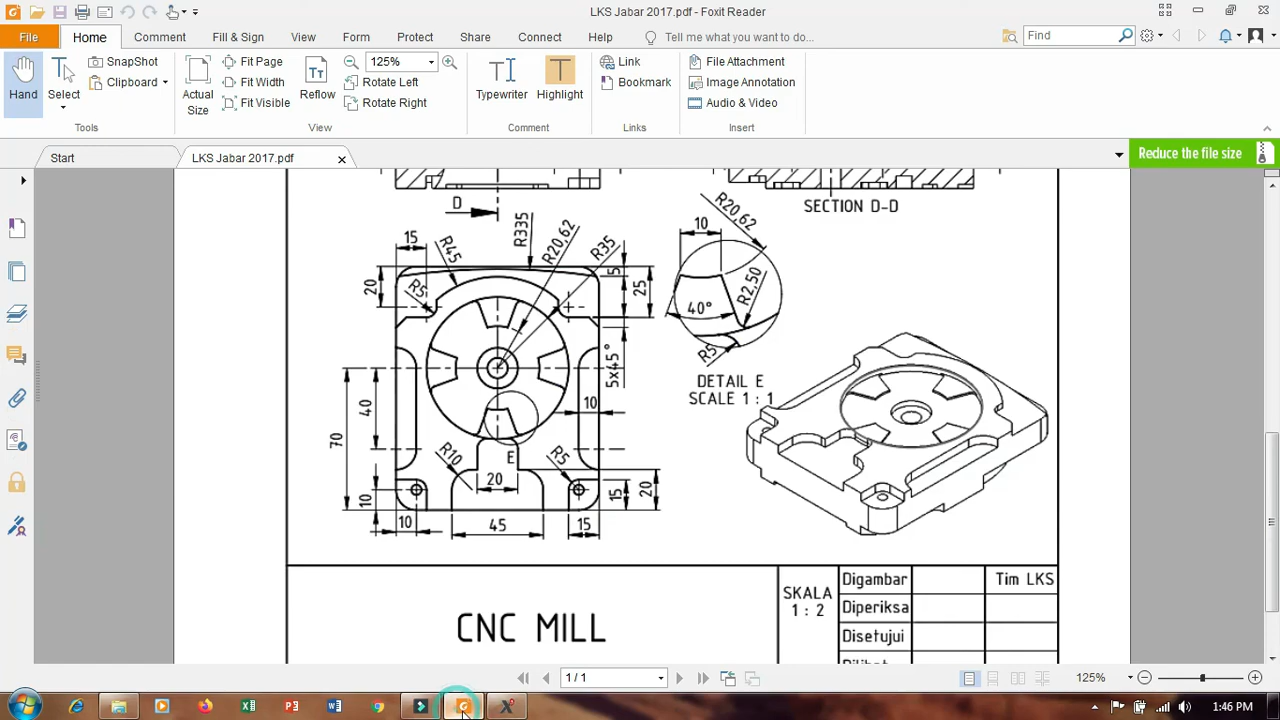 LKS Jabar 2017.pdf - Foxit Reader
File Home Comment Fill & Sign View Form Protect Share Connect Help Tell me what you want to do... Find
Hand
Select
SnapShot
Clipboard
Actual Size
Fit Page
Fit Width
Fit Visible
Reflow
125%
Rotate Left
Rotate Right
Typewriter
Highlight
Link
Bookmark
File Attachment
Image Annotation
Audio & Video
Tools View Comment Links Insert
Start LKS Jabar 2017.pdf Reduce the file size
D
SECTION D-D
15
R45
R335
R20,62
R35
5
25
20
R5
5x45°
10
40
70
R10
E
20
R5
15
20
10
10
45
15
R20,62
10
R2,50
40°
R5
DETAIL E
SCALE 1 : 1
CNC MILL
SKALA
1 : 2
Digambar Tim LKS
Diperiksa
Disetujui
1 / 1
125%
1:46 PM